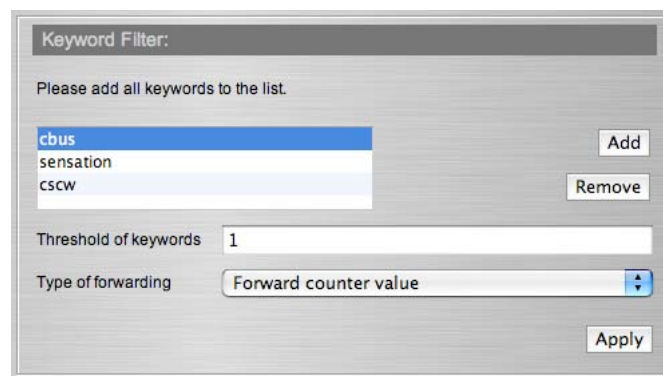 Keyword Filter:
Please add all keywords to the list.
cbus
Add
sensation
cscw
Remove
Threshold of keywords 1
Type of forwarding Forward counter value
Apply